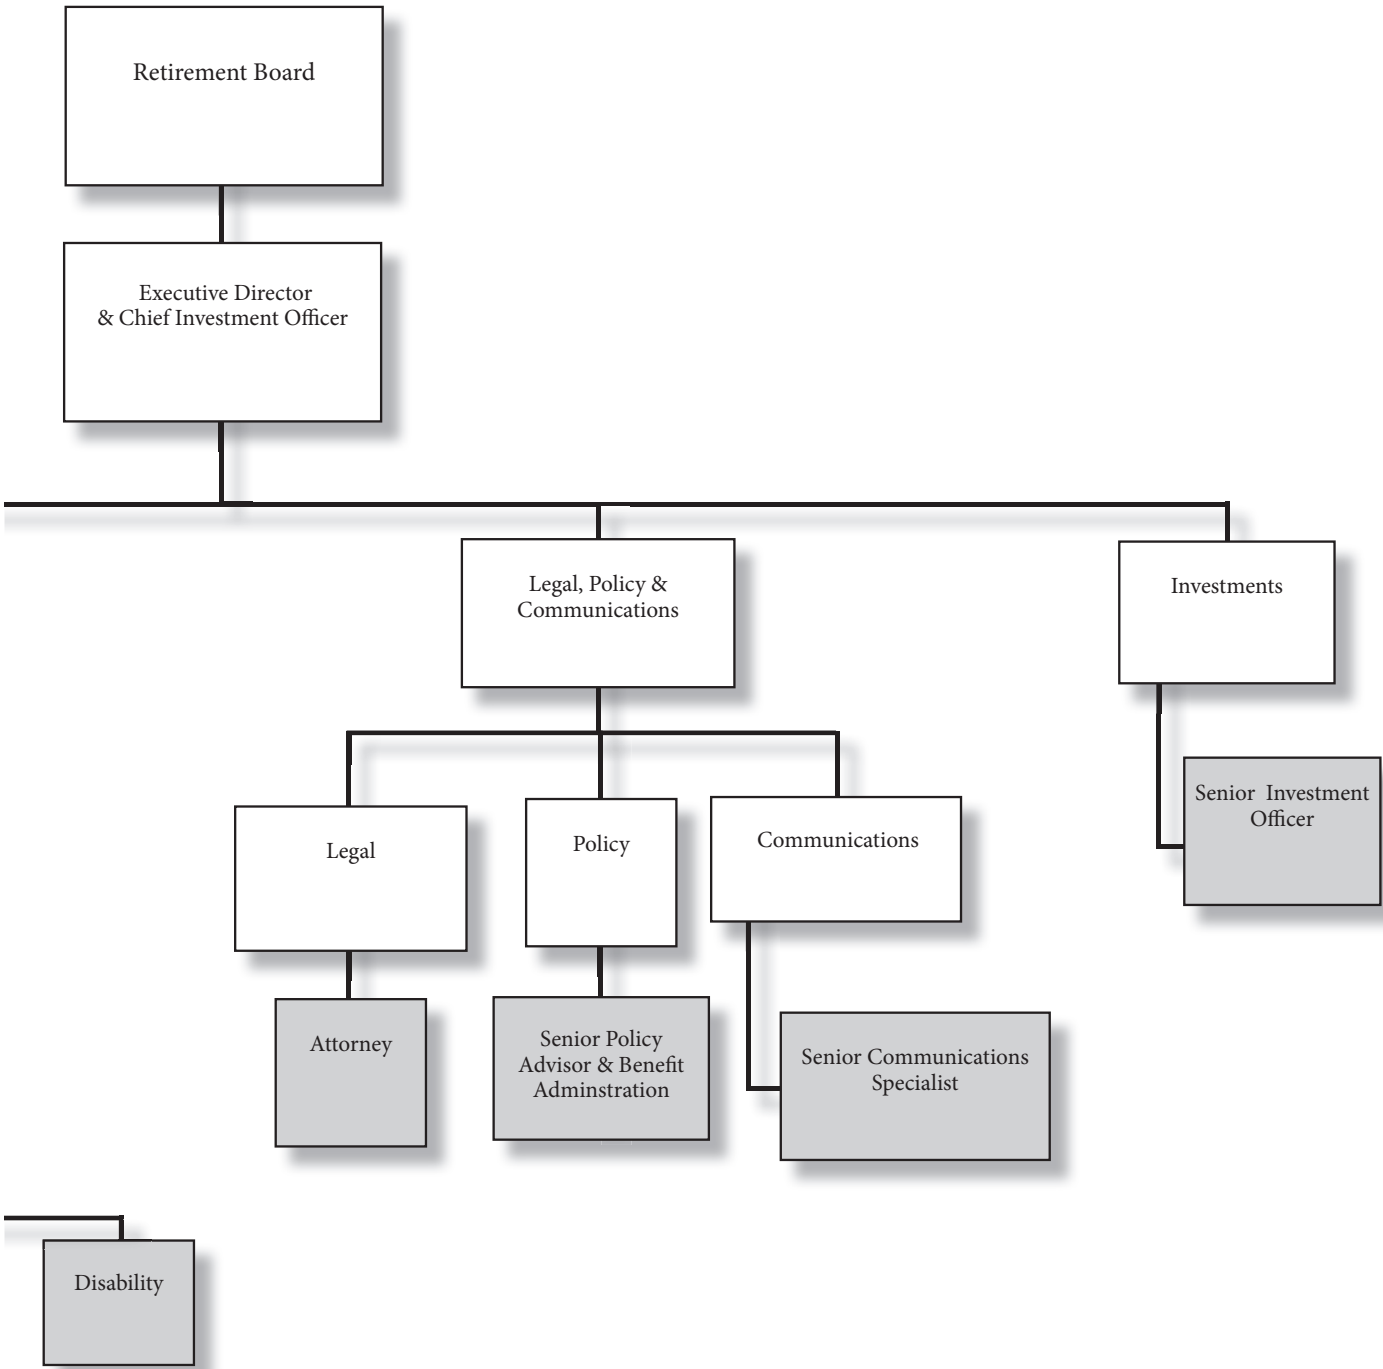 Retirement Board
Executive Director
& Chief Investment Officer
Legal, Policy &
Communications
Investments
Senior Investment
Officer
Legal
Policy
Communications
Attorney
Senior Policy
Advisor & Benefit
Adminstration
Senior Communications
Specialist
Disability